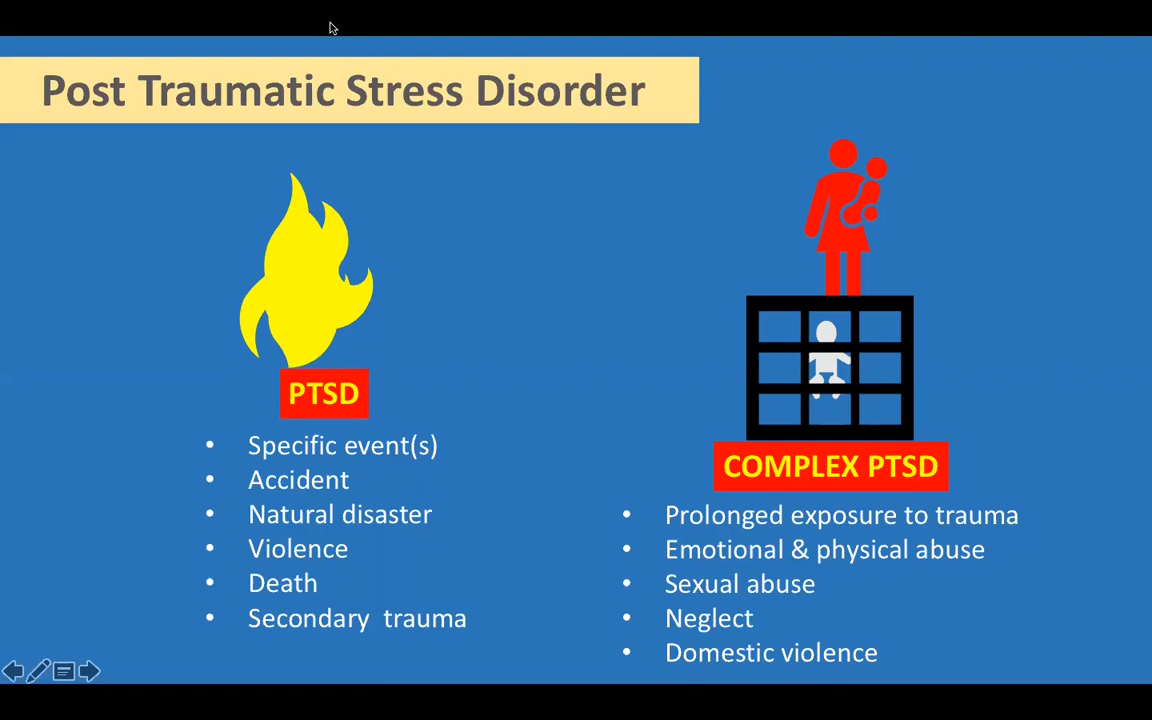 Post Traumatic Stress Disorder
PTSD
• Specific event(s)
• Accident
• Natural disaster
• Violence
• Death
• Secondary  trauma
COMPLEX PTSD
• Prolonged exposure to trauma
• Emotional & physical abuse
• Sexual abuse
• Neglect
• Domestic violence